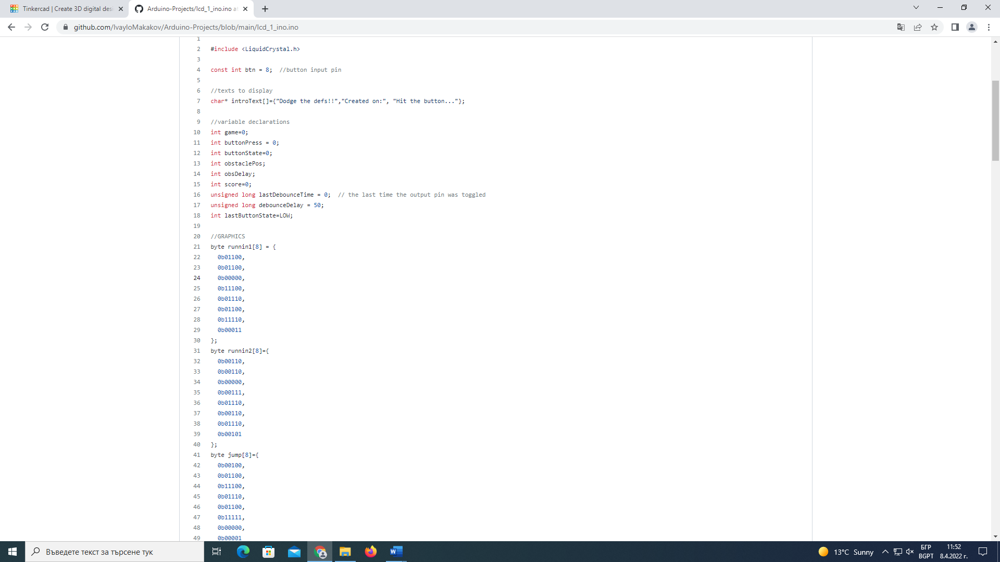 Tinkercad | Create 3D digital des
Arduino-Projects/lcd_1_ino.ino at
github.com/IvayloMakakov/Arduino-Projects/blob/main/lcd_1_ino.ino
1
2 #include <LiquidCrystal.h>
3
4 const int btn = 8;  //button input pin
5
6 //texts to display
7 char* introText[]={"Dodge the defs!!","Created on:", "Hit the button..."};
8
9 //variable declarations
10 int game=0;
11 int buttonPress = 0;
12 int buttonState=0;
13 int obstaclePos;
14 int obsDelay;
15 int score=0;
16 unsigned long lastDebounceTime = 0;  // the last time the output pin was toggled
17 unsigned long debounceDelay = 50;
18 int lastButtonState=LOW;
19
20 //GRAPHICS
21 byte runnin1[8] = {
22   0b01100,
23   0b01100,
24   0b00000,
25   0b11100,
26   0b01110,
27   0b01100,
28   0b11110,
29   0b00011
30 };
31 byte runnin2[8]={
32   0b00110,
33   0b00110,
34   0b00000,
35   0b00111,
36   0b01110,
37   0b00110,
38   0b01110,
39   0b00101
40 };
41 byte jump[8]={
42   0b00100,
43   0b01100,
44   0b11100,
45   0b01110,
46   0b01100,
47   0b11111,
48   0b00000,
49   0b00001
Въведете текст за търсене тук
13°C Sunny
БГР
BGPT
11:52
8.4.2022 г.